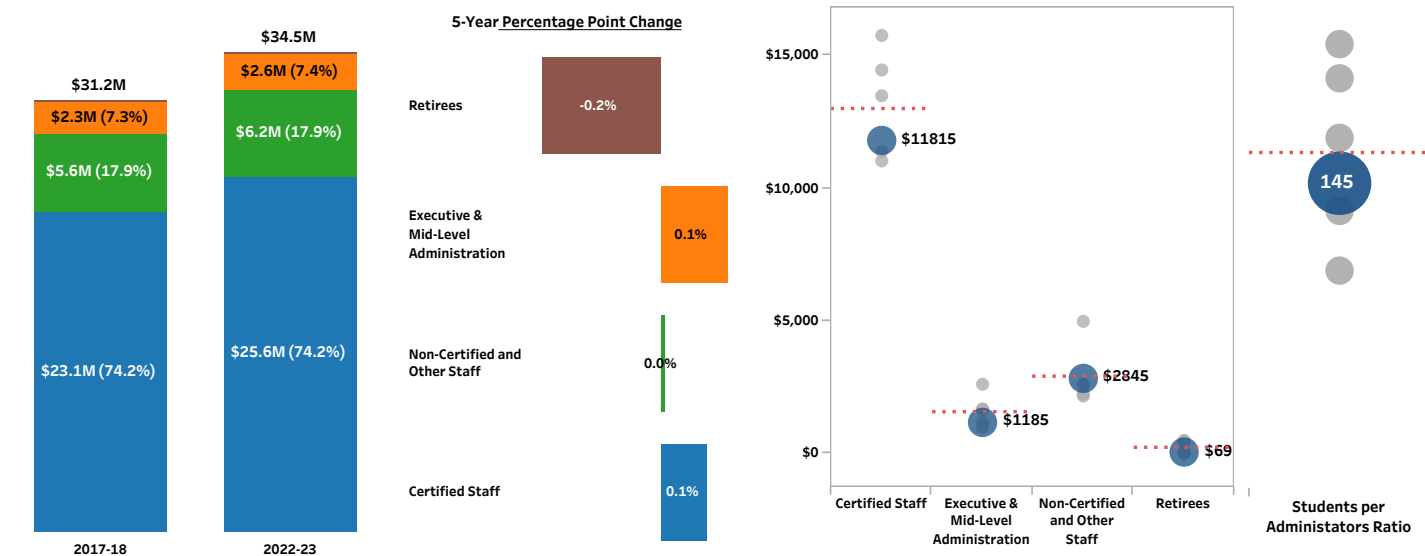 $31.2M
$2.3M (7.3%)
$5.6M (17.9%)
$23.1M (74.2%)
2017-18
$34.5M
$2.6M (7.4%)
$6.2M (17.9%)
$25.6M (74.2%)
2022-23
5-Year Percentage Point Change
Retirees
-0.2%
Executive &
Mid-Level
Administration
0.1%
Non-Certified and
Other Staff
0.0%
Certified Staff
0.1%
$15,000
$10,000
$5,000
$0
$11815
$1185
$2845
$69
Certified Staff
Executive &
Mid-Level
Administration
Non-Certified
and Other
Staff
Retirees
145
Students per
Administators Ratio